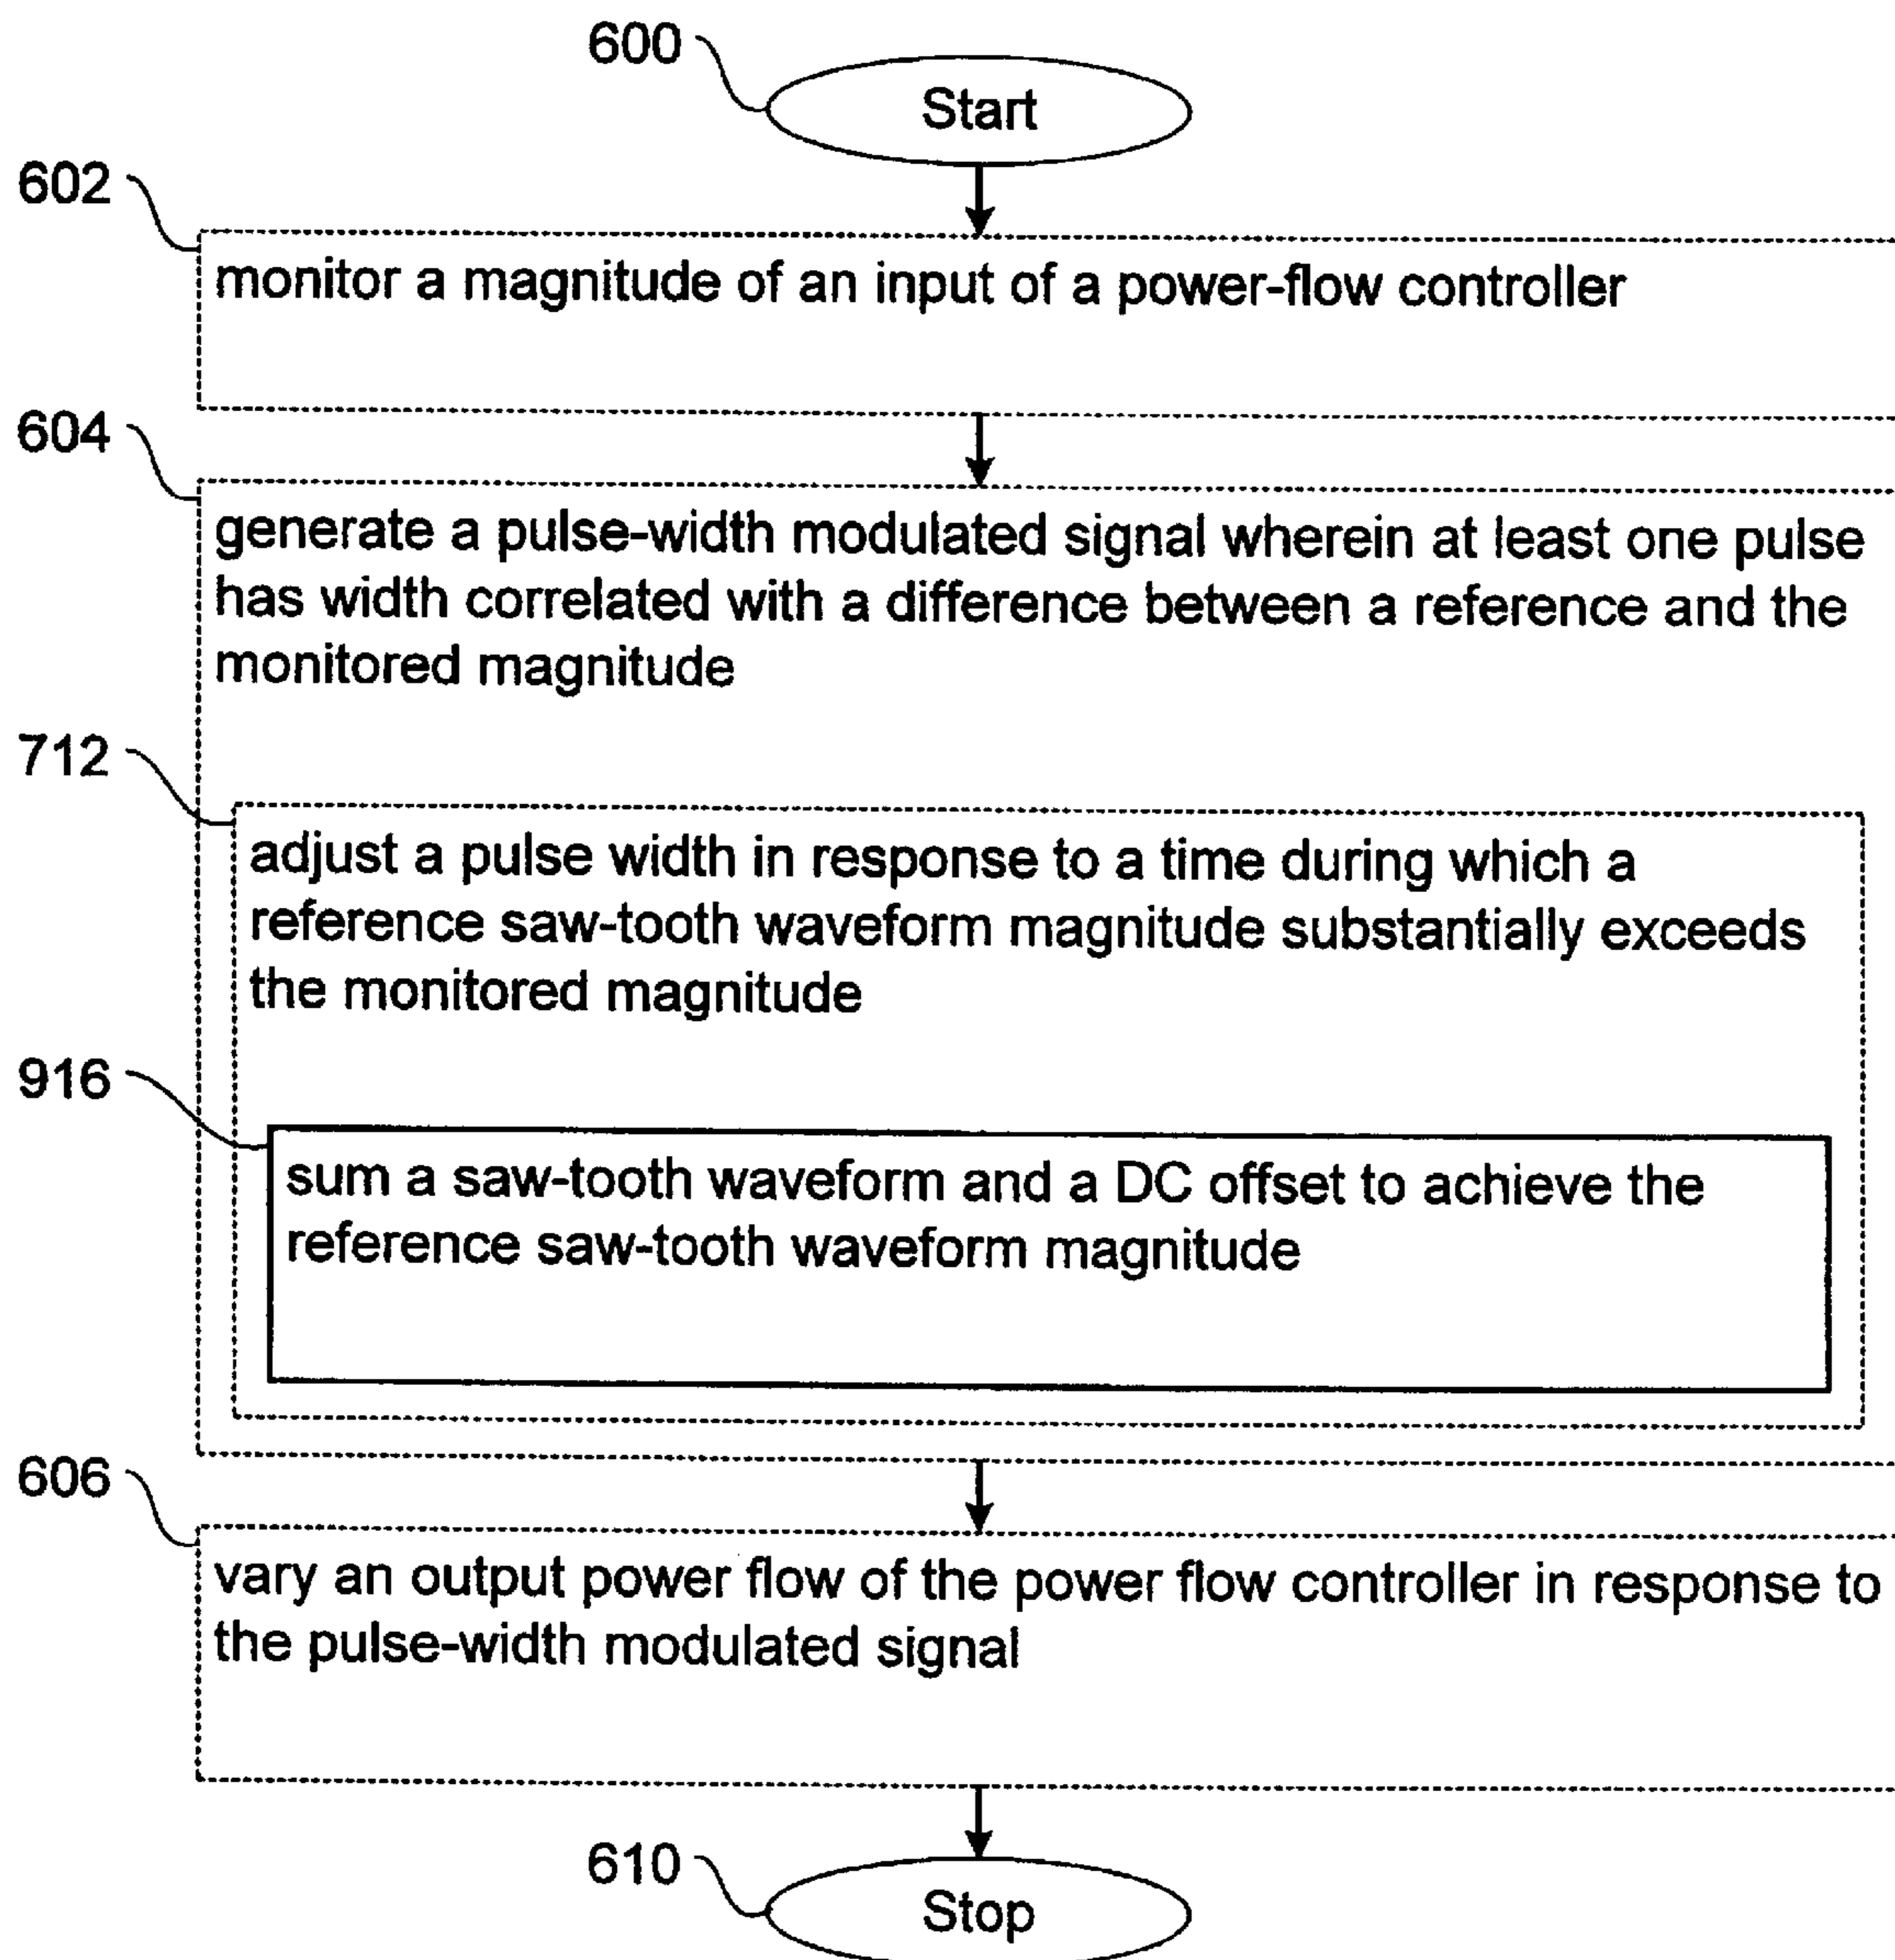 600
Start
602
monitor a magnitude of an input of a power-flow controller
604
generate a pulse-width modulated signal wherein at least one pulse
has width correlated with a difference between a reference and the
monitored magnitude
712
adjust a pulse width in response to a time during which a
reference saw-tooth waveform magnitude substantially exceeds
the monitored magnitude
916
sum a saw-tooth waveform and a DC offset to achieve the
reference saw-tooth waveform magnitude
606
vary an output power flow of the power flow controller in response to
the pulse-width modulated signal
610
Stop